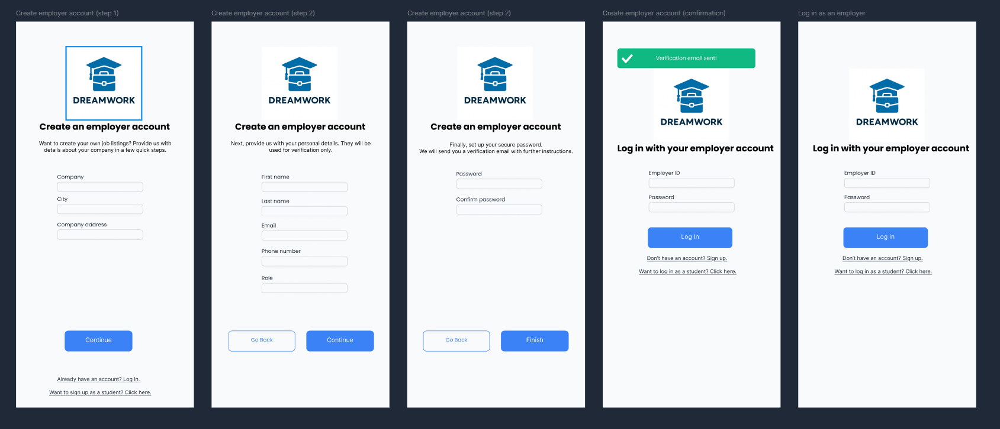 Create employer account (step 1)
DREAMWORK
Create an employer account
Want to create your own job listings? Provide us with
details about your company in a few quick steps.
Company
City
Company address
Continue
Already have an account? Log in.
Want to sign up as a student? Click here.
Create employer account (step 2)
DREAMWORK
Create an employer account
Next, provide us with your personal details. They will be
used for verification only.
First name
Last name
Email
Phone number
Role
Go Back
Continue
Create employer account (step 2)
DREAMWORK
Create an employer account
Finally, set up your secure password.
We will send you a verification email with further instructions.
Password
Confirm password
Go Back
Finish
Create employer account (confirmation)
Verification email sent!
DREAMWORK
Log in with your employer account
Employer ID
Password
Log In
Don't have an account? Sign up.
Want to log in as a student? Click here.
Log in as an employer
DREAMWORK
Log in with your employer account
Employer ID
Password
Log In
Don't have an account? Sign up.
Want to log in as a student? Click here.